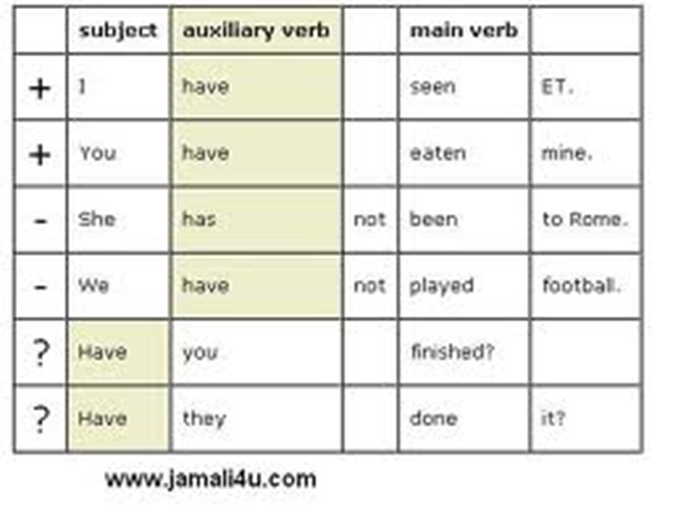 subject auxiliary verb main verb
+ I have seen ET.
+ You have eaten mine.
- She has not been to Rome.
- We have not played football.
? Have you finished?
? Have they done it?
www.jamali4u.com